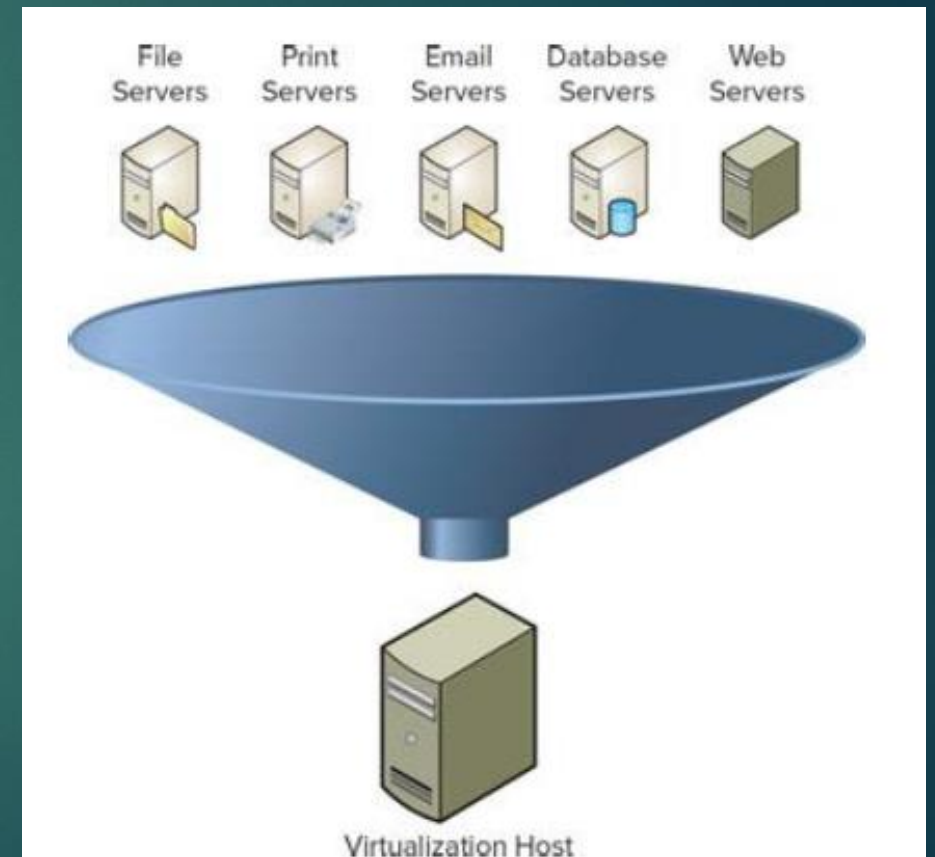 File Servers
Print Servers
Email Servers
Database Servers
Web Servers
Virtualization Host